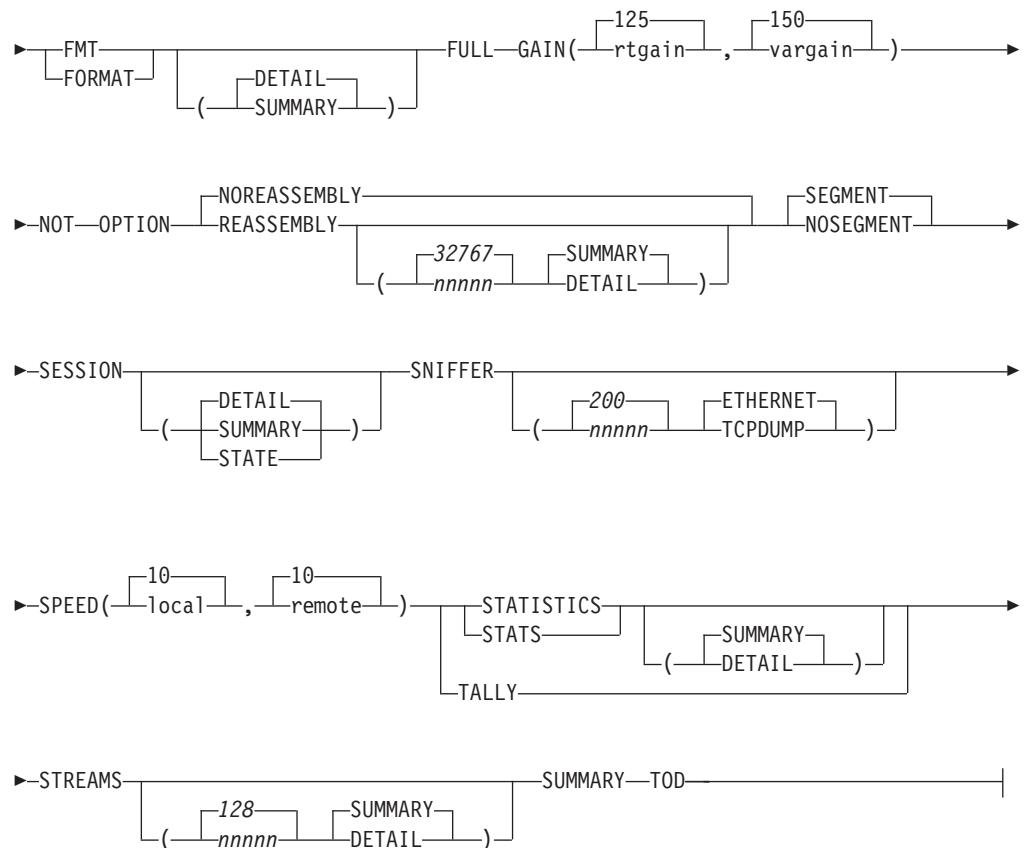 125 150
FMT FULL GAIN( rtgain , vargain )
FORMAT DETAIL
( SUMMARY )
NOREASSEMBLY SEGMENT
NOT OPTION REASSEMBLY NOSEGMENT
32767 SUMMARY
( nnnnn DETAIL )
SESSION SNIFFER
DETAIL 200 ETHERNET
( SUMMARY ) ( nnnnn TCPDUMP )
STATE
10 10
SPEED( local , remote ) STATISTICS
STATS SUMMARY
( DETAIL )
TALLY
STREAMS SUMMARY TOD
128 SUMMARY
( nnnnn DETAIL )